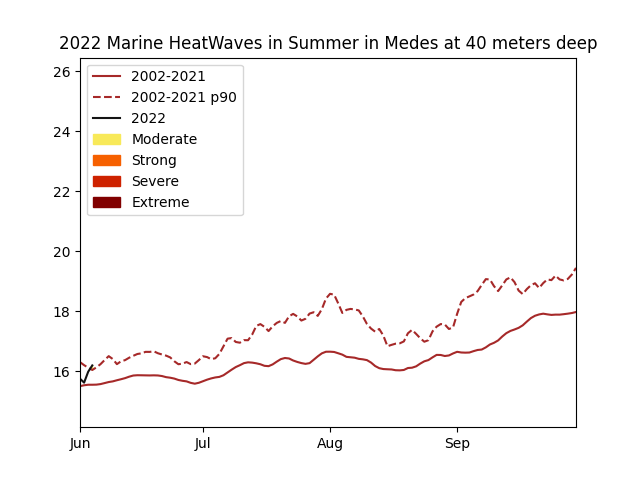 2022 Marine HeatWaves in Summer in Medes at 40 meters deep
2002-2021
2002-2021 p90
2022
Moderate
Strong
Severe
Extreme
26
24
22
20
18
16
Jun
Jul
Aug
Sep